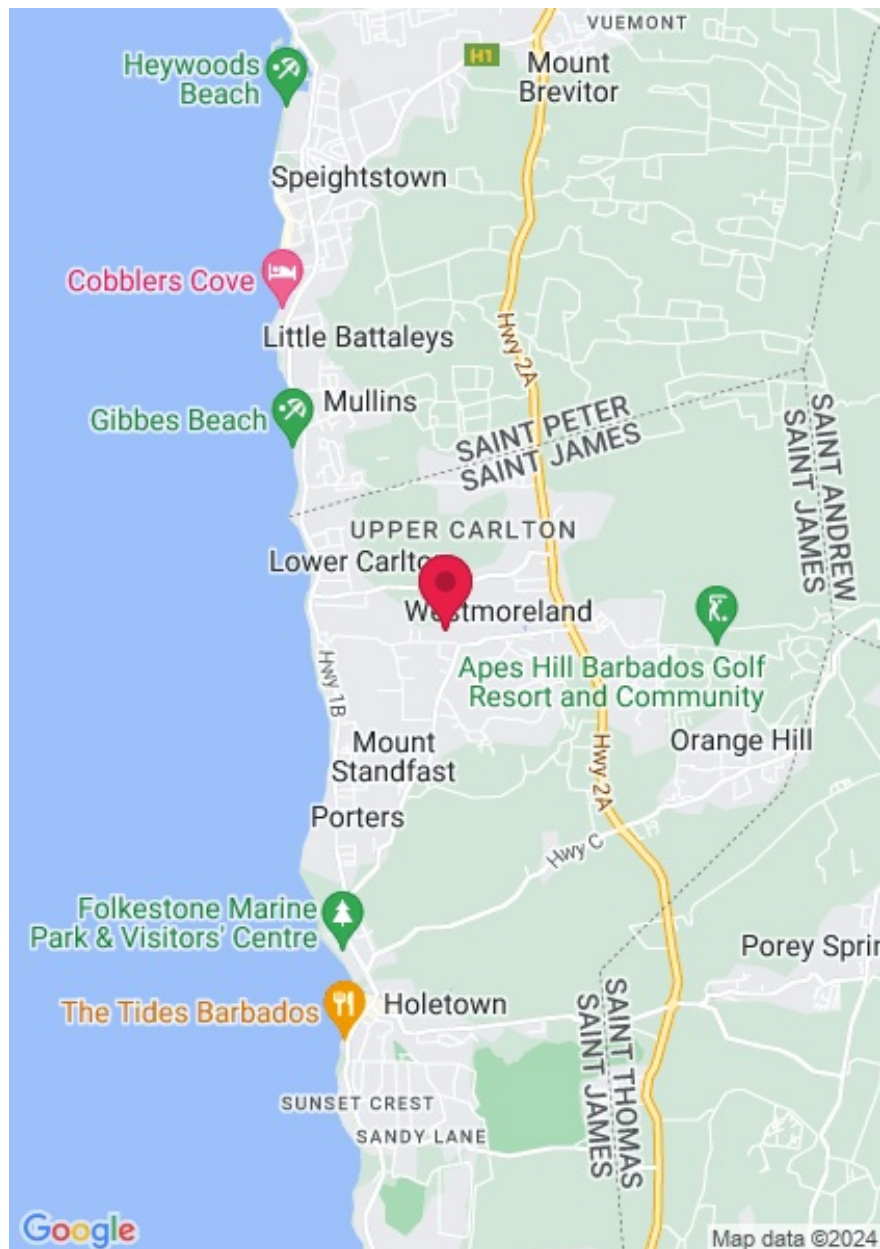 VUEMONT
Heywoods
Beach
H1
Mount
Brevitor
Speightstown
Cobblers Cove
Hwy 2A
Little Battaleys
Mullins
Gibbes Beach
SAINT PETER
SAINT JAMES
SAINT ANDREW
SAINT JAMES
UPPER CARLTON
Lower Carlto
Westmoreland
Apes Hill Barbados Golf
Resort and Community
Hwy 1B
Orange Hill
Mount
Standfast
Hwy 2A
Porters
Hwy C
Folkestone Marine
Park & Visitors' Centre
Porey Sprin
The Tides Barbados
Holetown
SAINT THOMAS
SAINT JAMES
SUNSET CREST
SANDY LANE
Google
Map data ©2024